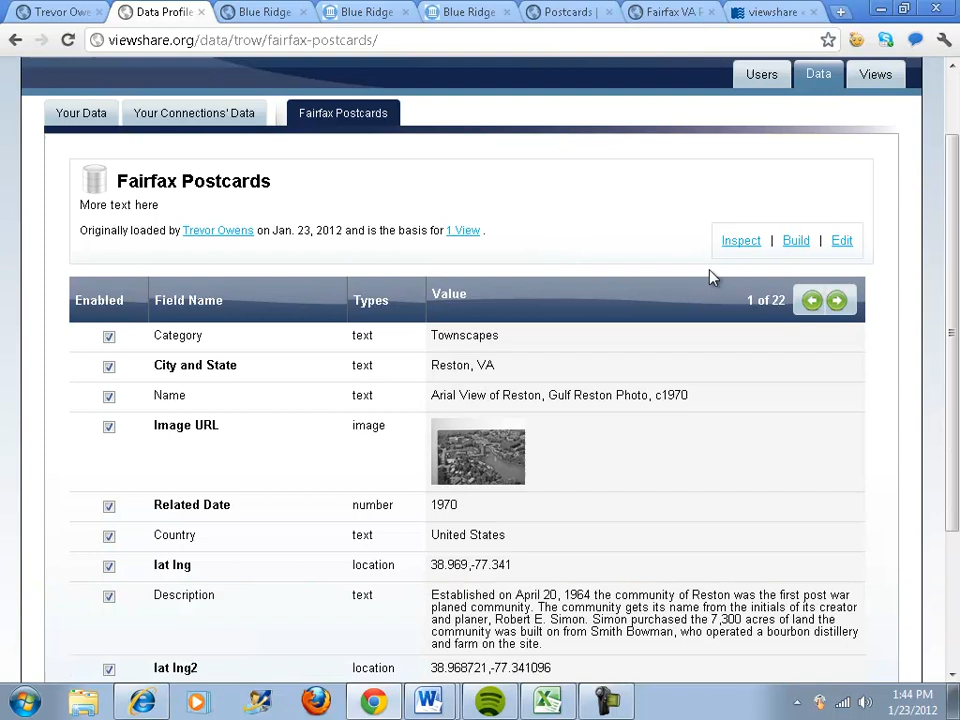 Trevor Ow
Data Profile
Blue Ridge
Blue Ridge
Blue Ridge
Postcards |
Fairfax VA F
viewshare
viewshare.org/data/trow/fairfax-postcards/
Users
Data
Views
Your Data
Your Connections' Data
Fairfax Postcards
Fairfax Postcards
More text here
Originally loaded by Trevor Owens on Jan. 23, 2012 and is the basis for 1 View .
Inspect | Build | Edit
Enabled Field Name Types Value 1 of 22
Category text Townscapes
City and State text Reston, VA
Name text Arial View of Reston, Gulf Reston Photo, c1970
Image URL image
Related Date number 1970
Country text United States
lat lng location 38.969,-77.341
Description text Established on April 20, 1964 the community of Reston was the first post war
planed community. The community gets its name from the initials of its creator
and planer, Robert E. Simon. Simon purchased the 7,300 acres of land the
community was built on from Smith Bowman, who operated a bourbon distillery
and farm on the site.
lat lng2 location 38.968721,-77.341096
1:44 PM
1/23/2012